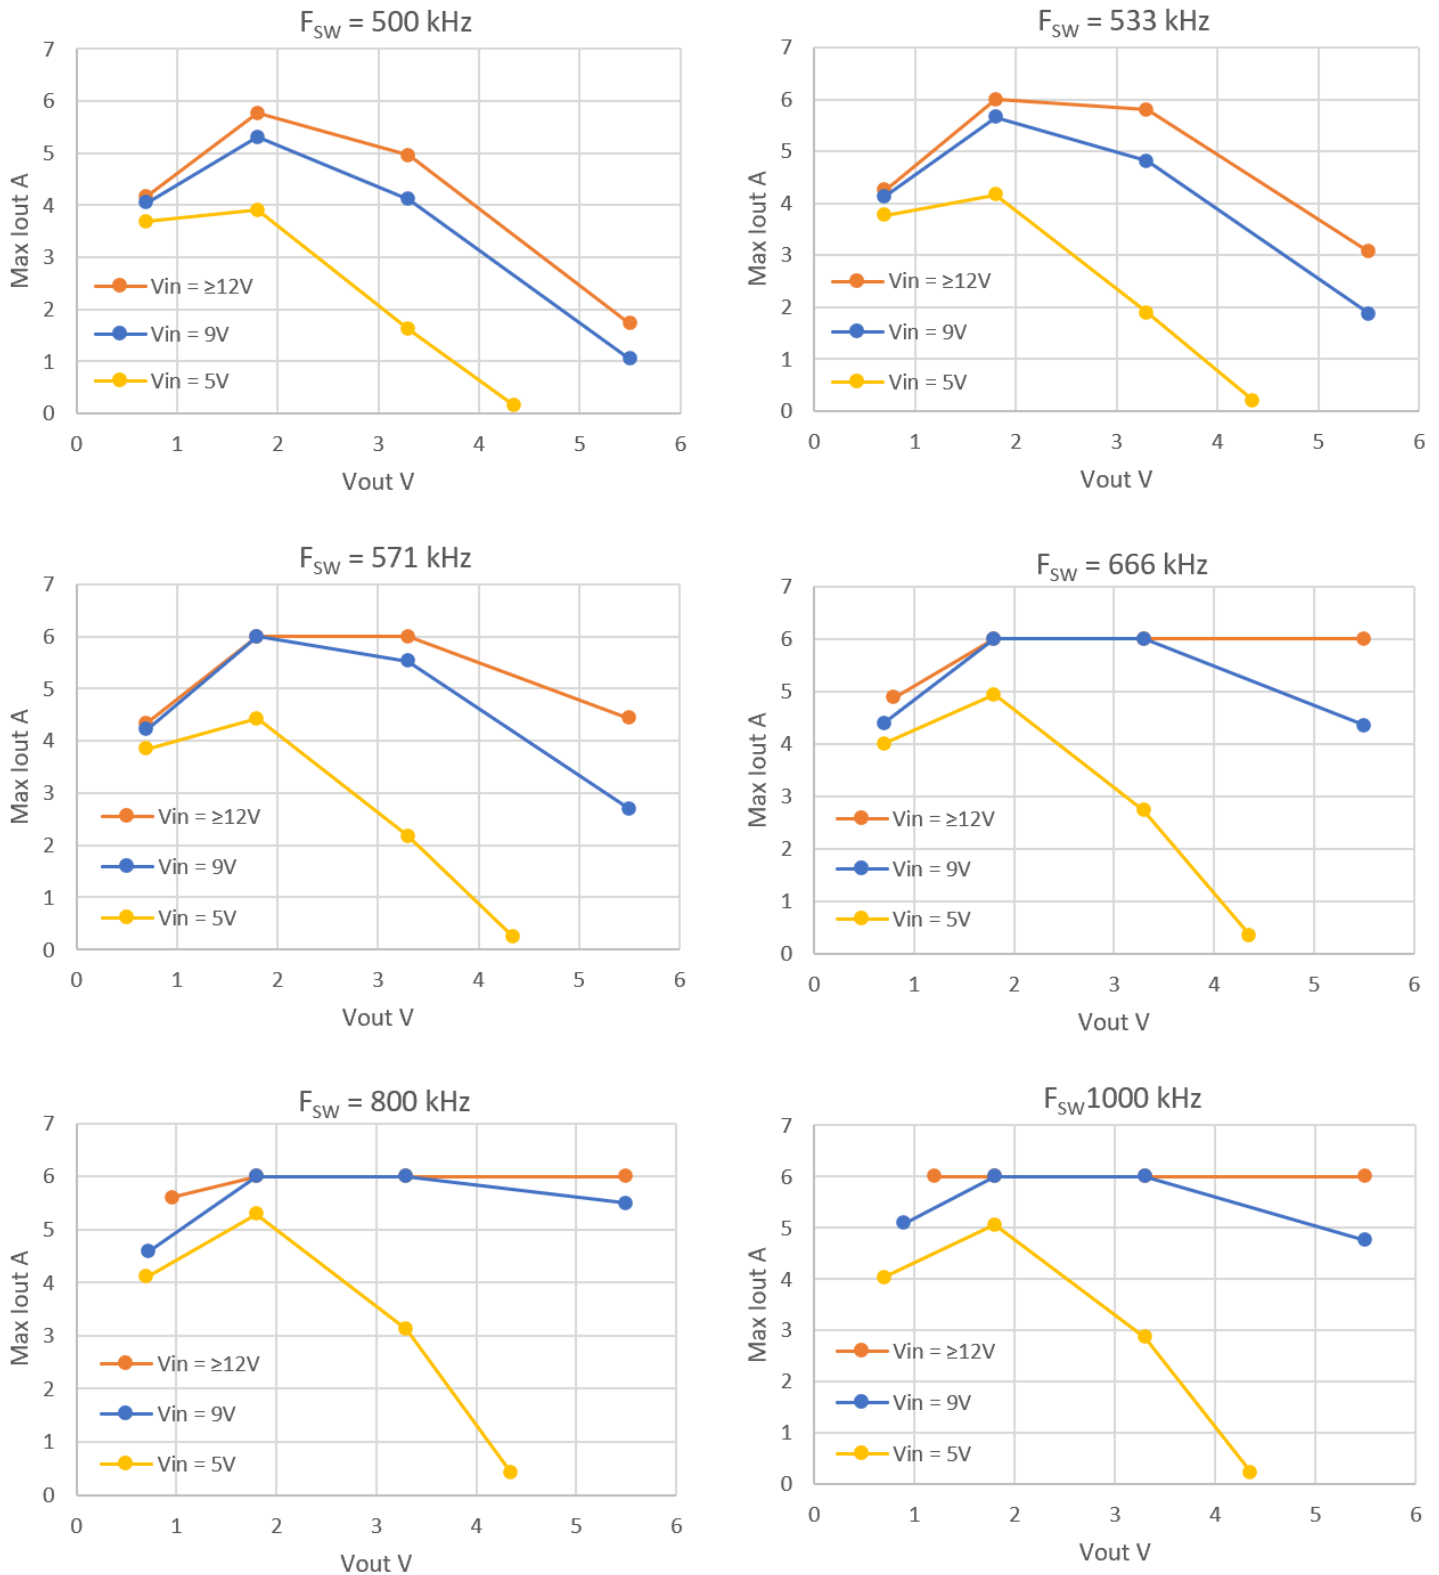 F_SW = 500 kHz
7
6
5
4
3
2
1
0
Max Iout A
Vin = ≥12V
Vin = 9V
Vin = 5V
0 1 2 3 4 5 6
Vout V
F_SW = 533 kHz
7
6
5
4
3
2
1
0
Max Iout A
Vin = ≥12V
Vin = 9V
Vin = 5V
0 1 2 3 4 5 6
Vout V
F_SW = 571 kHz
7
6
5
4
3
2
1
0
Max Iout A
Vin = ≥12V
Vin = 9V
Vin = 5V
0 1 2 3 4 5 6
Vout V
F_SW = 666 kHz
7
6
5
4
3
2
1
0
Max Iout A
Vin = ≥12V
Vin = 9V
Vin = 5V
0 1 2 3 4 5 6
Vout V
F_SW = 800 kHz
7
6
5
4
3
2
1
0
Max Iout A
Vin = ≥12V
Vin = 9V
Vin = 5V
0 1 2 3 4 5 6
Vout V
F_SW 1000 kHz
7
6
5
4
3
2
1
0
Max Iout A
Vin = ≥12V
Vin = 9V
Vin = 5V
0 1 2 3 4 5 6
Vout V